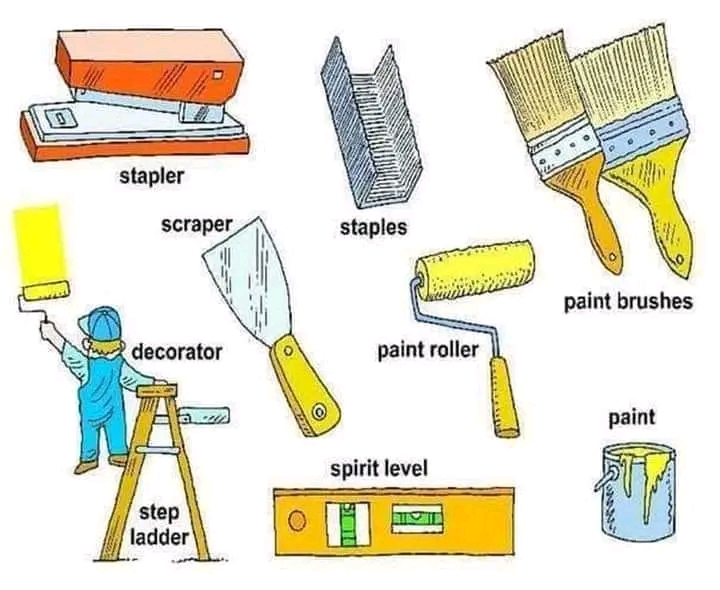 stapler
staples
paint brushes
scraper
decorator
paint roller
paint
spirit level
step
ladder